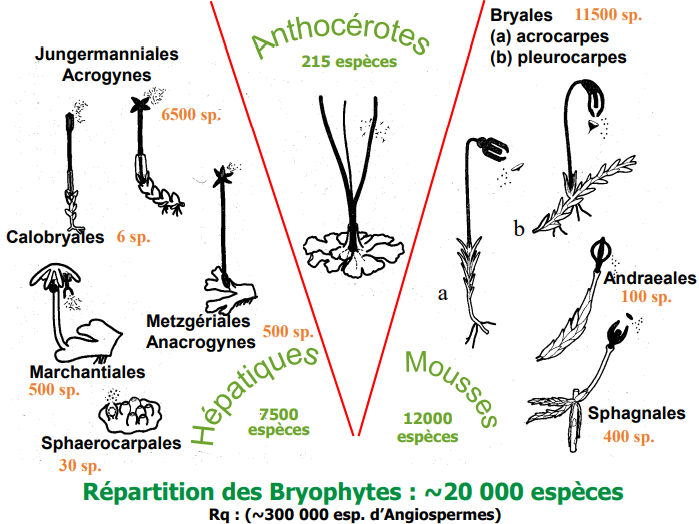 Jungermanniales
Acrogynes
6500 sp.
Calobryales 6 sp.
Metzgériales
Anacrogynes 500 sp.
Marchantiales
500 sp.
Sphaerocarpales
30 sp.
Hépatiques
7500
espèces
Anthocérotes
215 espèces
Bryales 11500 sp.
(a) acrocarpes
(b) pleurocarpes
a
b
Andraeales
100 sp.
Sphagnales
400 sp.
Mousses
12000
espèces
Répartition des Bryophytes : ~20 000 espèces
Rq : (~300 000 esp. d’Angiospermes)